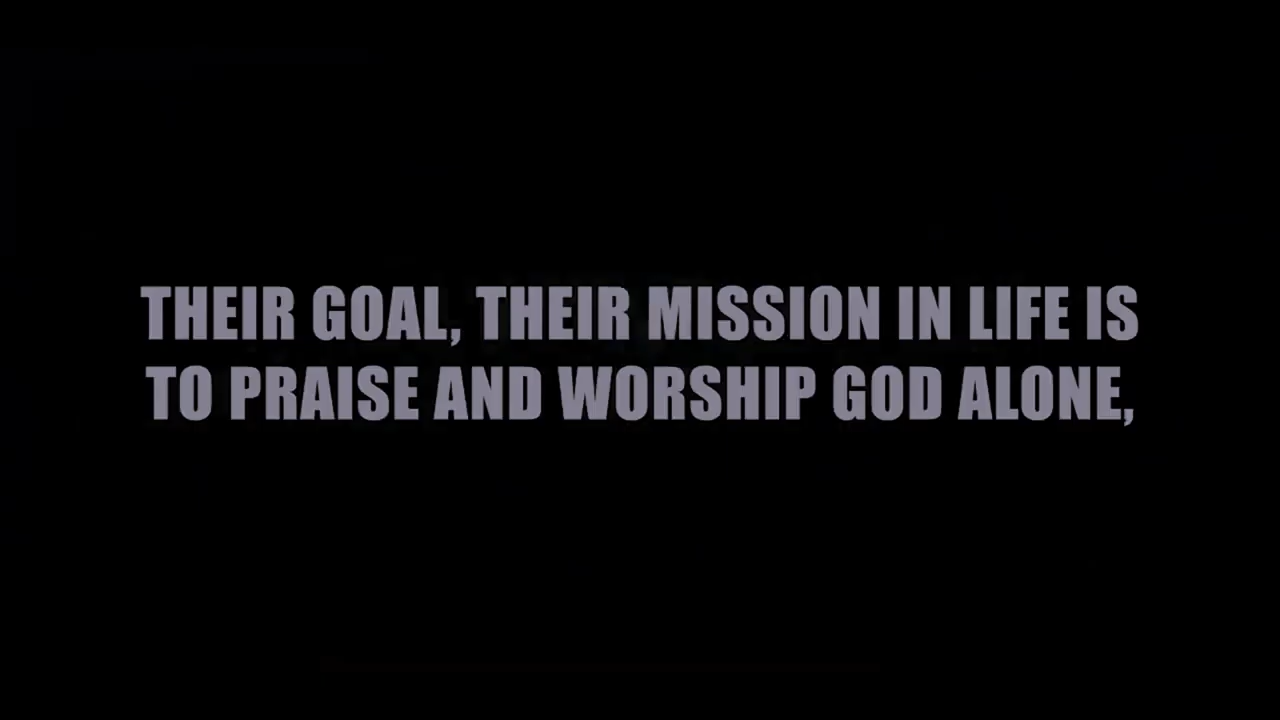 THEIR GOAL, THEIR MISSION IN LIFE IS
TO PRAISE AND WORSHIP GOD ALONE,